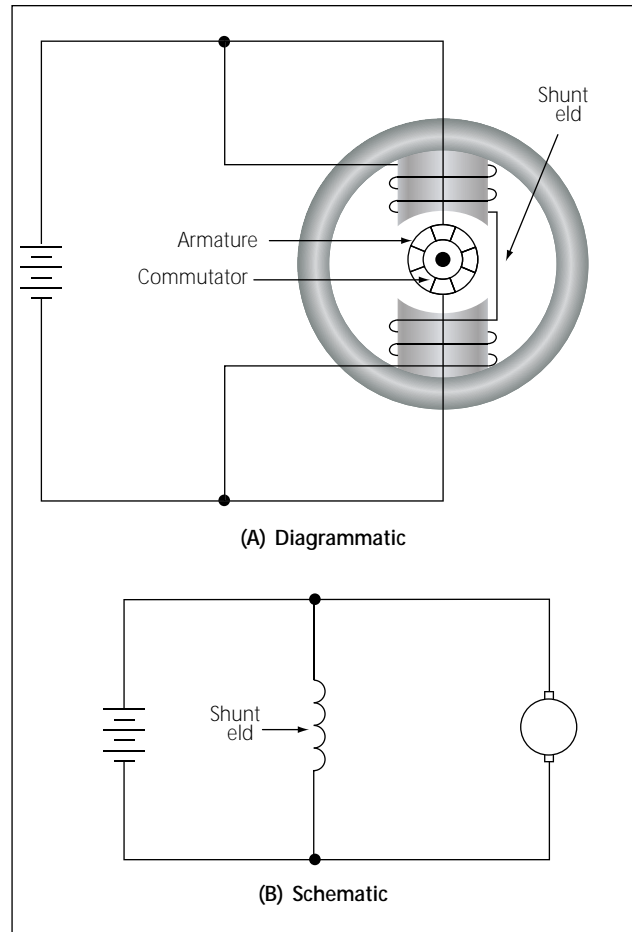 Shunt
eld
Armature
Commutator
(A) Diagrammatic
Shunt
eld
(B) Schematic